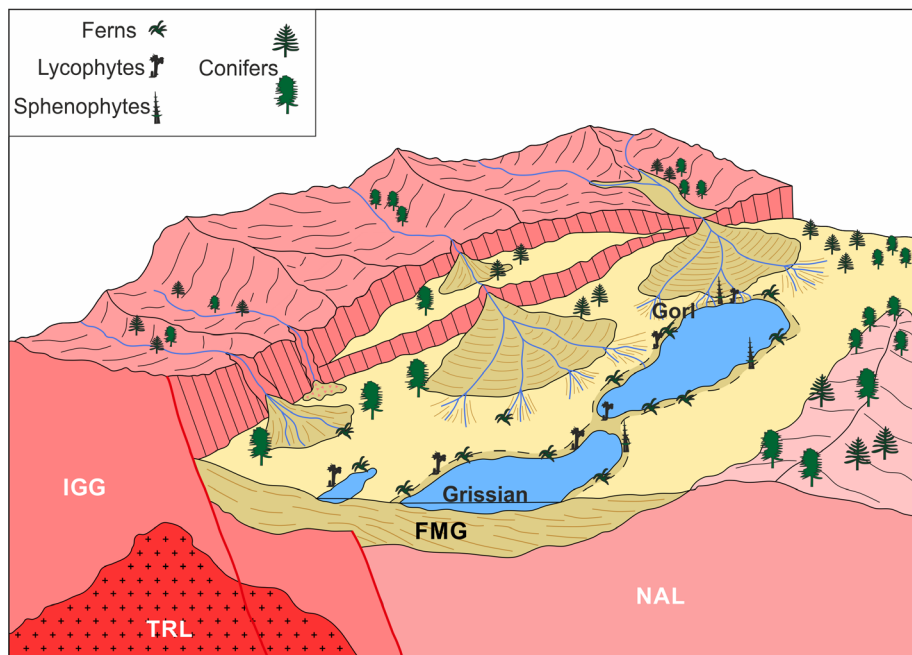 Ferns
Lycophytes
Conifers
Sphenophytes
Gorl
Grissian
IGG
FMG
NAL
TRL